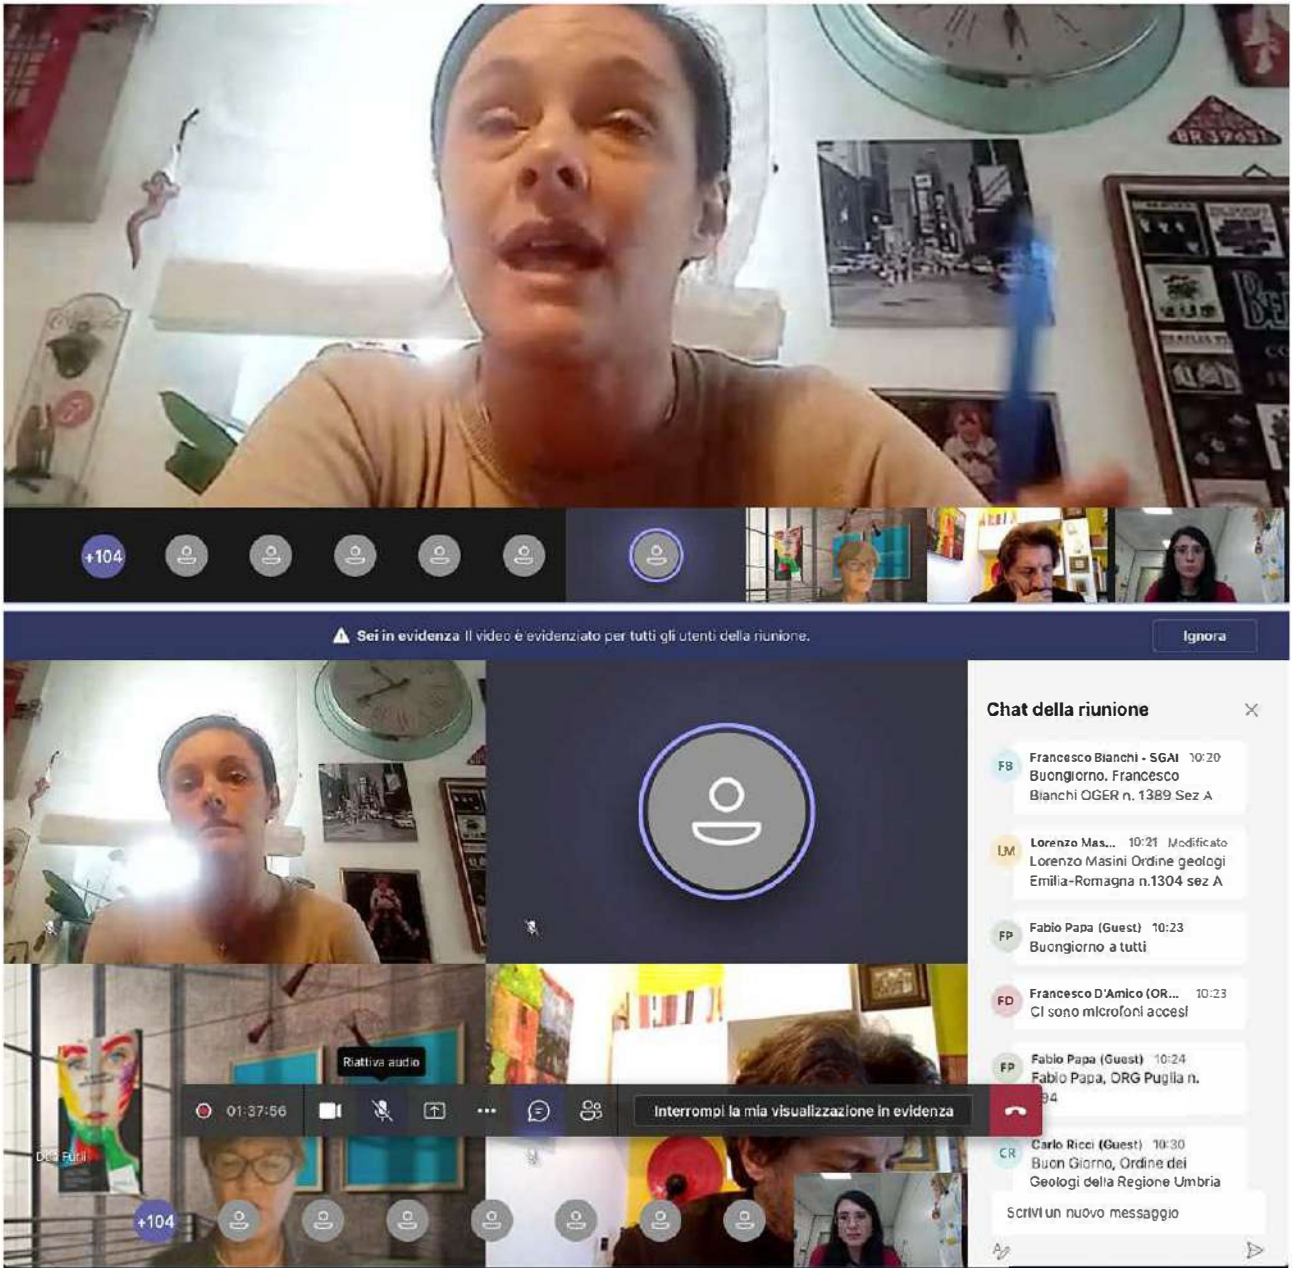 BR 39651
+104
Sei in evidenza Il video è evidenziato per tutti gli utenti della riunione.
Ignora
Chat della riunione
FB
Francesco Bianchi - SGAI 10:20
Buongiorno. Francesco
Bianchi OGER n. 1389 Sez A
LM
Lorenzo Mas... 10:21 Modificato
Lorenzo Masini Ordine geologi
Emilia-Romagna n.1304 sez A
FP
Fabio Papa (Guest) 10:23
Buongiorno a tutti
FD
Francesco D'Amico (OR... 10:23
Ci sono microfoni accesi
FP
Fabio Papa (Guest) 10:24
Fabio Papa, ORG Puglia n.
94
CR
Carlo Ricci (Guest) 10:30
Buon Giorno, Ordine dei
Geologi della Regione Umbria
Scrivi un nuovo messaggio
Riattiva audio
01:37:56
Interrompi la mia visualizzazione in evidenza
+104